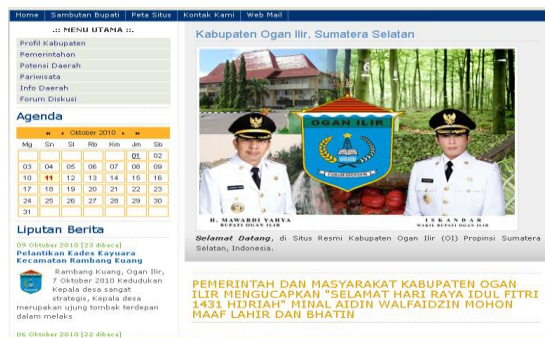 Home Sambutan Bupati Peta Situs Kontak Kami Web Mail
.:: MENU UTAMA ::.
Profil Kabupaten
Pemerintahan
Potensi Daerah
Pariwisata
Info Daerah
Forum Diskusi
Agenda
« ‹ Oktober 2010 › »
Mg Sn Sl Rb Km Jm Sb
01 02
03 04 05 06 07 08 09
10 11 12 13 14 15 16
17 18 19 20 21 22 23
24 25 26 27 28 29 30
31
Liputan Berita
09 Oktober 2010 [23 dibaca]
Pelantikan Kades Kayuara
Kecamatan Rambang Kuang
Rambang Kuang, Ogan Ilir,
7 Oktober 2010 Kedudukan
Kepala desa sangat
strategis, Kepala desa
merupakan ujung tombak terdepan
dalam melaks
06 Oktober 2010 [22 dibaca]
Kabupaten Ogan Ilir, Sumatera Selatan
OGAN ILIR
CARAM SEGUGUK
H. MAWARDI YAHYA
BUPATI OGAN ILIR
ISKANDAR
WAKIL BUPATI OGAN ILIR
Selamat Datang, di Situs Resmi Kabupaten Ogan Ilir (OI) Propinsi Sumatera
Selatan, Indonesia.
PEMERINTAH DAN MASYARAKAT KABUPATEN OGAN
ILIR MENGUCAPKAN "SELAMAT HARI RAYA IDUL FITRI
1431 HIJRIAH" MINAL AIDIN WALFAIDZIN MOHON
MAAF LAHIR DAN BHATIN